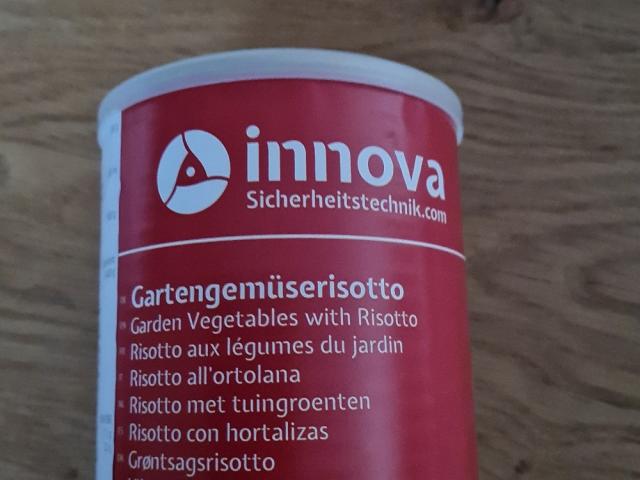 innova
Sicherheitstechnik.com
Gartengemüserisotto
Garden Vegetables with Risotto
Risotto aux légumes du jardin
Risotto all'ortolana
Risotto met tuingroenten
Risotto con hortalizas
Grøntsagsrisotto